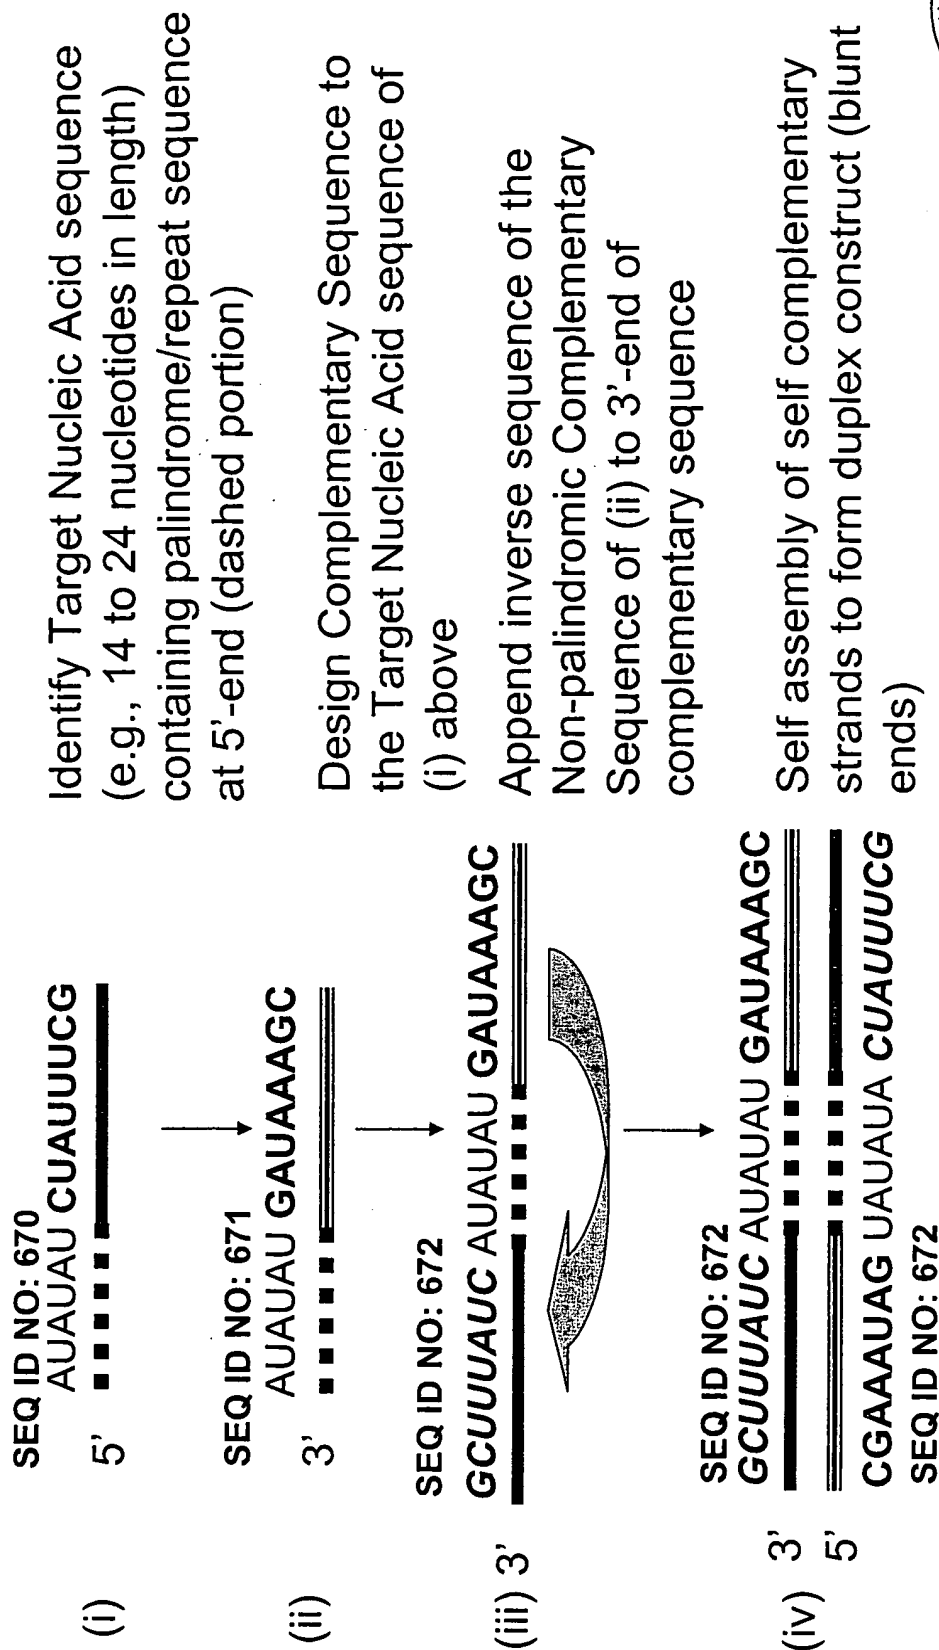 SEQ ID NO: 670
AUAUAU CUAUUUCG
(i) 5'
Identify Target Nucleic Acid sequence
(e.g., 14 to 24 nucleotides in length)
containing palindrome/repeat sequence
at 5'-end (dashed portion)
SEQ ID NO: 671
AUAUAU GAUAAAGC
(ii) 3'
Design Complementary Sequence to
the Target Nucleic Acid sequence of
(i) above
SEQ ID NO: 672
GCUUUAUC AUAUAU GAUAAAGC
(iii) 3'
Append inverse sequence of the
Non-palindromic Complementary
Sequence of (ii) to 3'-end of
complementary sequence
SEQ ID NO: 672
GCUUUAUC AUAUAU GAUAAAGC
(iv) 3'
5'
CGAAAUAG UAUAUA CUAUUUCG
SEQ ID NO: 672
Self assembly of self complementary
strands to form duplex construct (blunt
ends)